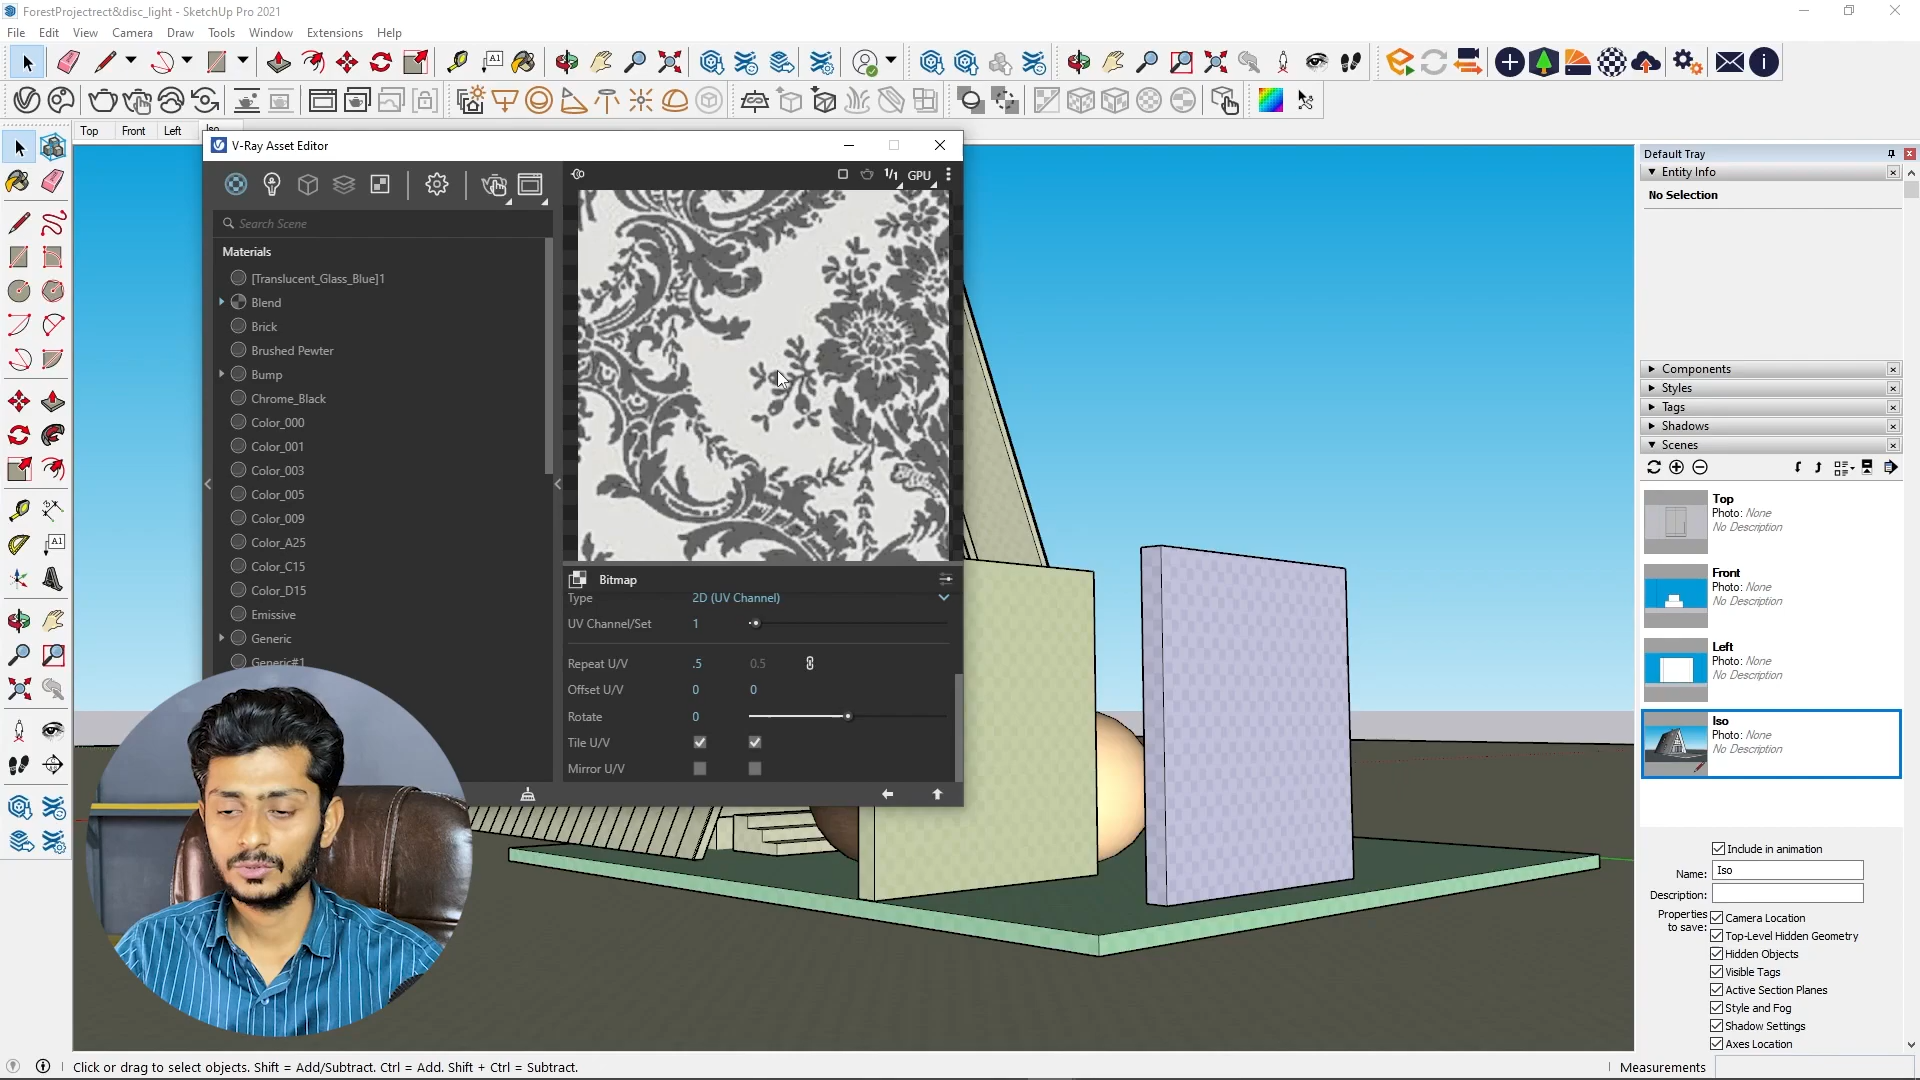 ForestProjectrect&disc_light - SketchUp Pro 2021
File Edit View Camera Draw Tools Window Extensions Help
Top Front Left Iso
V-Ray Asset Editor
1/1 GPU
Search Scene
Materials
[Translucent_Glass_Blue]1
Blend
Brick
Brushed Pewter
Bump
Chrome_Black
Color_000
Color_001
Color_003
Color_005
Color_009
Color_A25
Color_C15
Color_D15
Emissive
Generic
Generic#1
Bitmap
Type 2D (UV Channel)
UV Channel/Set 1
Repeat U/V .5 0.5
Offset U/V 0 0
Rotate 0
Tile U/V
Mirror U/V
Default Tray
Entity Info
No Selection
Components
Styles
Tags
Shadows
Scenes
Top
Photo: None
No Description
Front
Photo: None
No Description
Left
Photo: None
No Description
Iso
Photo: None
No Description
Include in animation
Name: Iso
Description:
Properties to save:
Camera Location
Top-Level Hidden Geometry
Hidden Objects
Visible Tags
Active Section Planes
Style and Fog
Shadow Settings
Axes Location
Click or drag to select objects. Shift = Add/Subtract. Ctrl = Add. Shift + Ctrl = Subtract.
Measurements